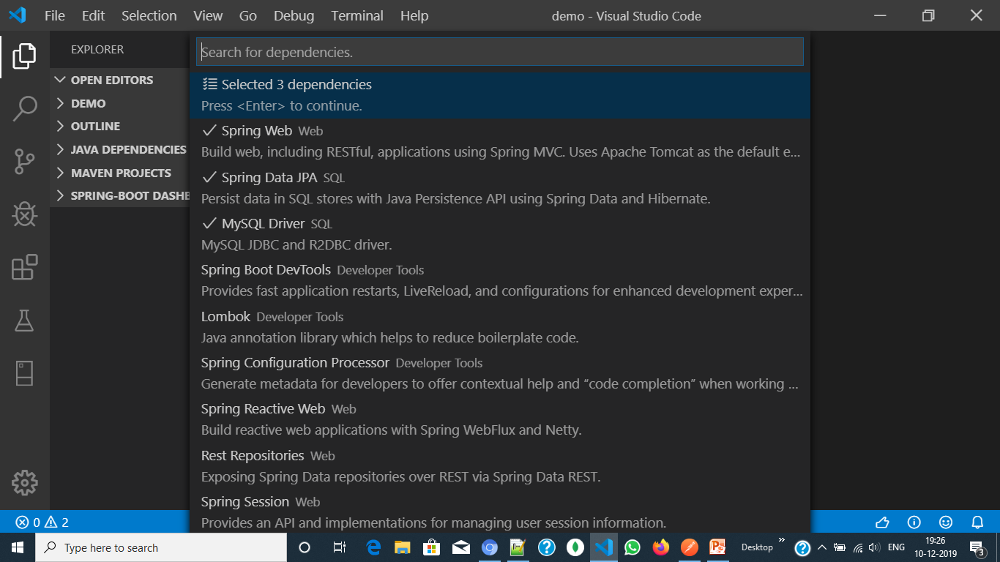 File Edit Selection View Go Debug Terminal Help demo - Visual Studio Code
EXPLORER
OPEN EDITORS
DEMO
OUTLINE
JAVA DEPENDENCIES
MAVEN PROJECTS
SPRING-BOOT DASHB
Search for dependencies.
Selected 3 dependencies
Press <Enter> to continue.
Spring Web Web
Build web, including RESTful, applications using Spring MVC. Uses Apache Tomcat as the default e...
Spring Data JPA SQL
Persist data in SQL stores with Java Persistence API using Spring Data and Hibernate.
MySQL Driver SQL
MySQL JDBC and R2DBC driver.
Spring Boot DevTools Developer Tools
Provides fast application restarts, LiveReload, and configurations for enhanced development exper...
Lombok Developer Tools
Java annotation library which helps to reduce boilerplate code.
Spring Configuration Processor Developer Tools
Generate metadata for developers to offer contextual help and “code completion” when working ...
Spring Reactive Web Web
Build reactive web applications with Spring WebFlux and Netty.
Rest Repositories Web
Exposing Spring Data repositories over REST via Spring Data REST.
Spring Session Web
Provides an API and implementations for managing user session information.
0 2
Type here to search
Desktop
ENG
19:26
10-12-2019
3